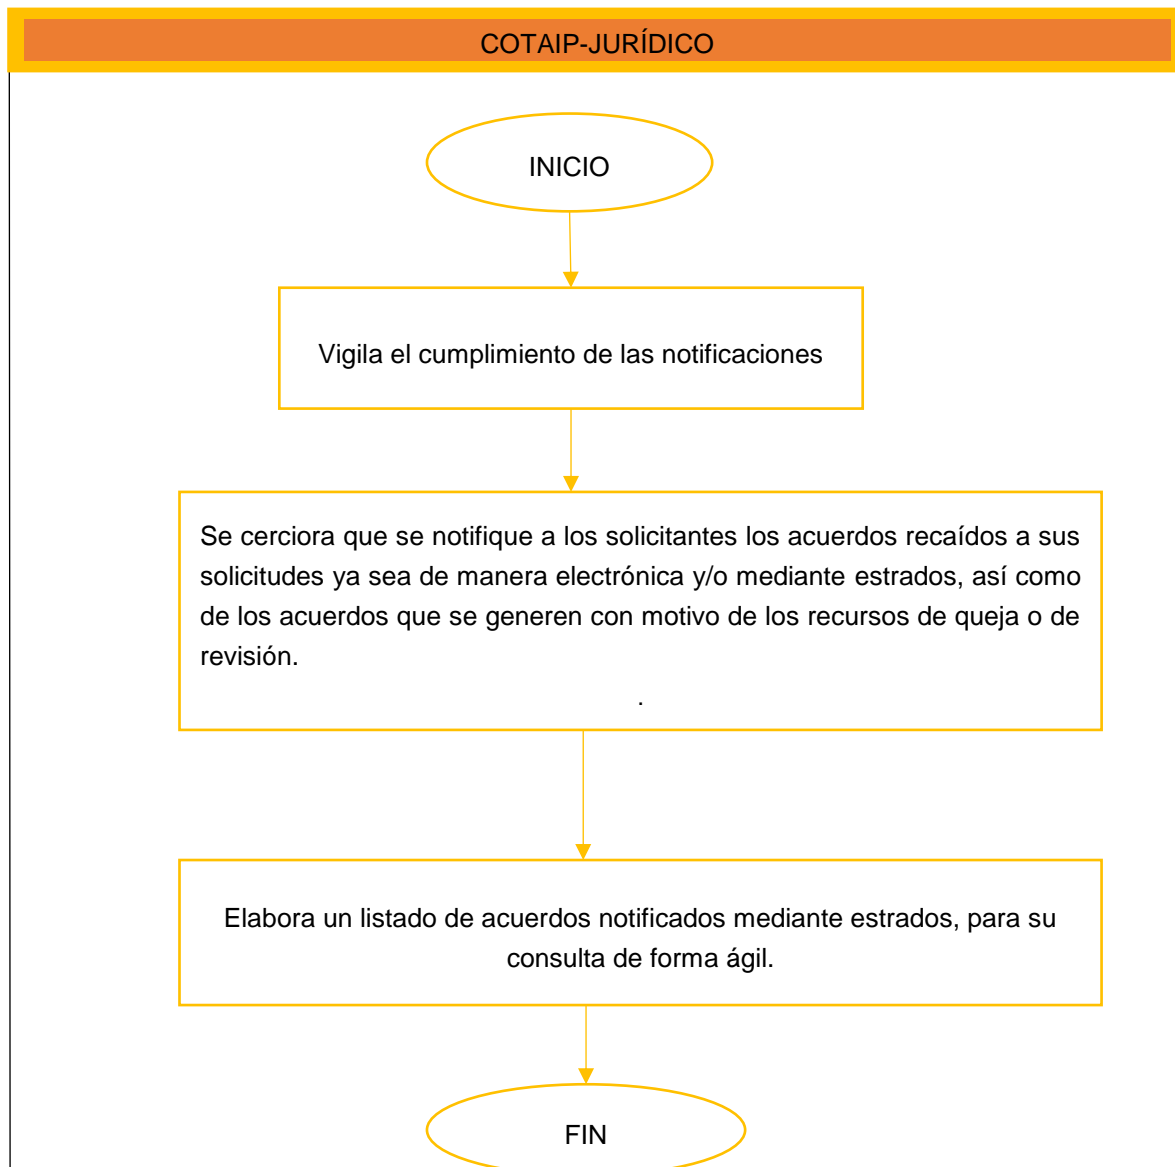 COTAIP-JURÍDICO
INICIO
Vigila el cumplimiento de las notificaciones
Se cerciora que se notifique a los solicitantes los acuerdos recaídos a sus
solicitudes ya sea de manera electrónica y/o mediante estrados, así como
de los acuerdos que se generen con motivo de los recursos de queja o de
revisión.
.
Elabora un listado de acuerdos notificados mediante estrados, para su
consulta de forma ágil.
FIN